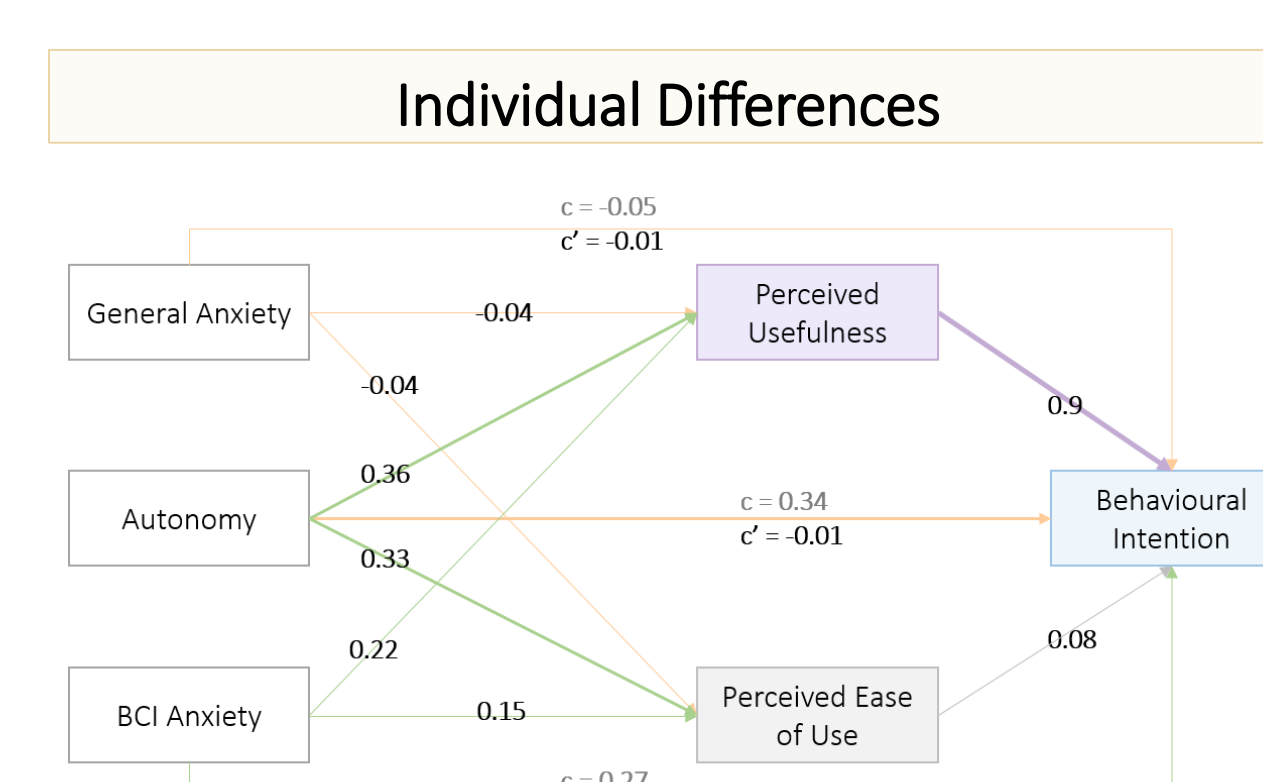 Individual Differences
c = -0.05
c’ = -0.01
General Anxiety
-0.04
Perceived
Usefulness
-0.04
0.9
0.36
Autonomy
c = 0.34
c’ = -0.01
Behavioural
Intention
0.33
0.22
0.08
BCI Anxiety
0.15
Perceived Ease
of Use
c = 0.27